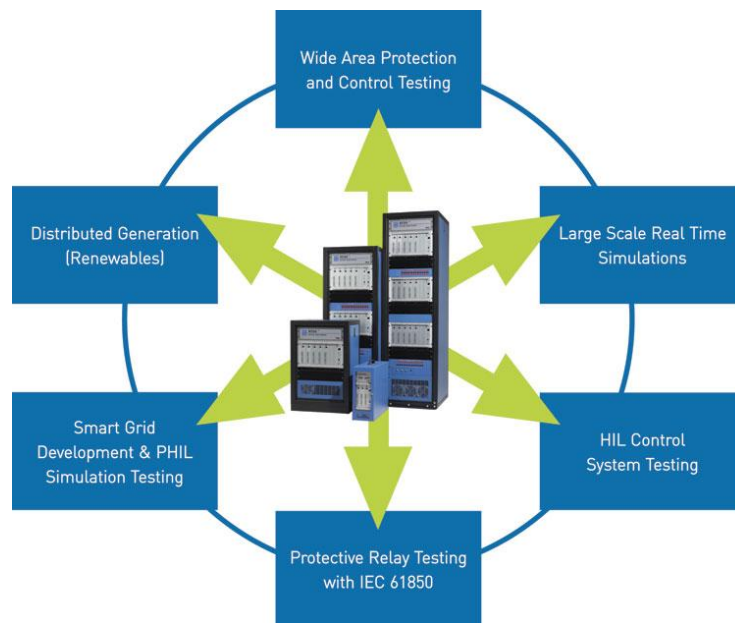 Wide Area Protection
and Control Testing
Distributed Generation
(Renewables)
Large Scale Real Time
Simulations
Smart Grid
Development & PHIL
Simulation Testing
HIL Control
System Testing
Protective Relay Testing
with IEC 61850